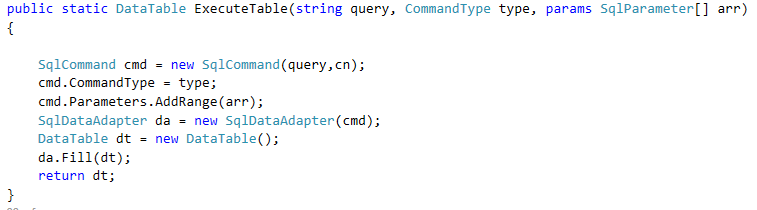 public static DataTable ExecuteTable(string query, CommandType type, params SqlParameter[] arr)
{
SqlCommand cmd = new SqlCommand(query,cn);
cmd.CommandType = type;
cmd.Parameters.AddRange(arr);
SqlDataAdapter da = new SqlDataAdapter(cmd);
DataTable dt = new DataTable();
da.Fill(dt);
return dt;
}